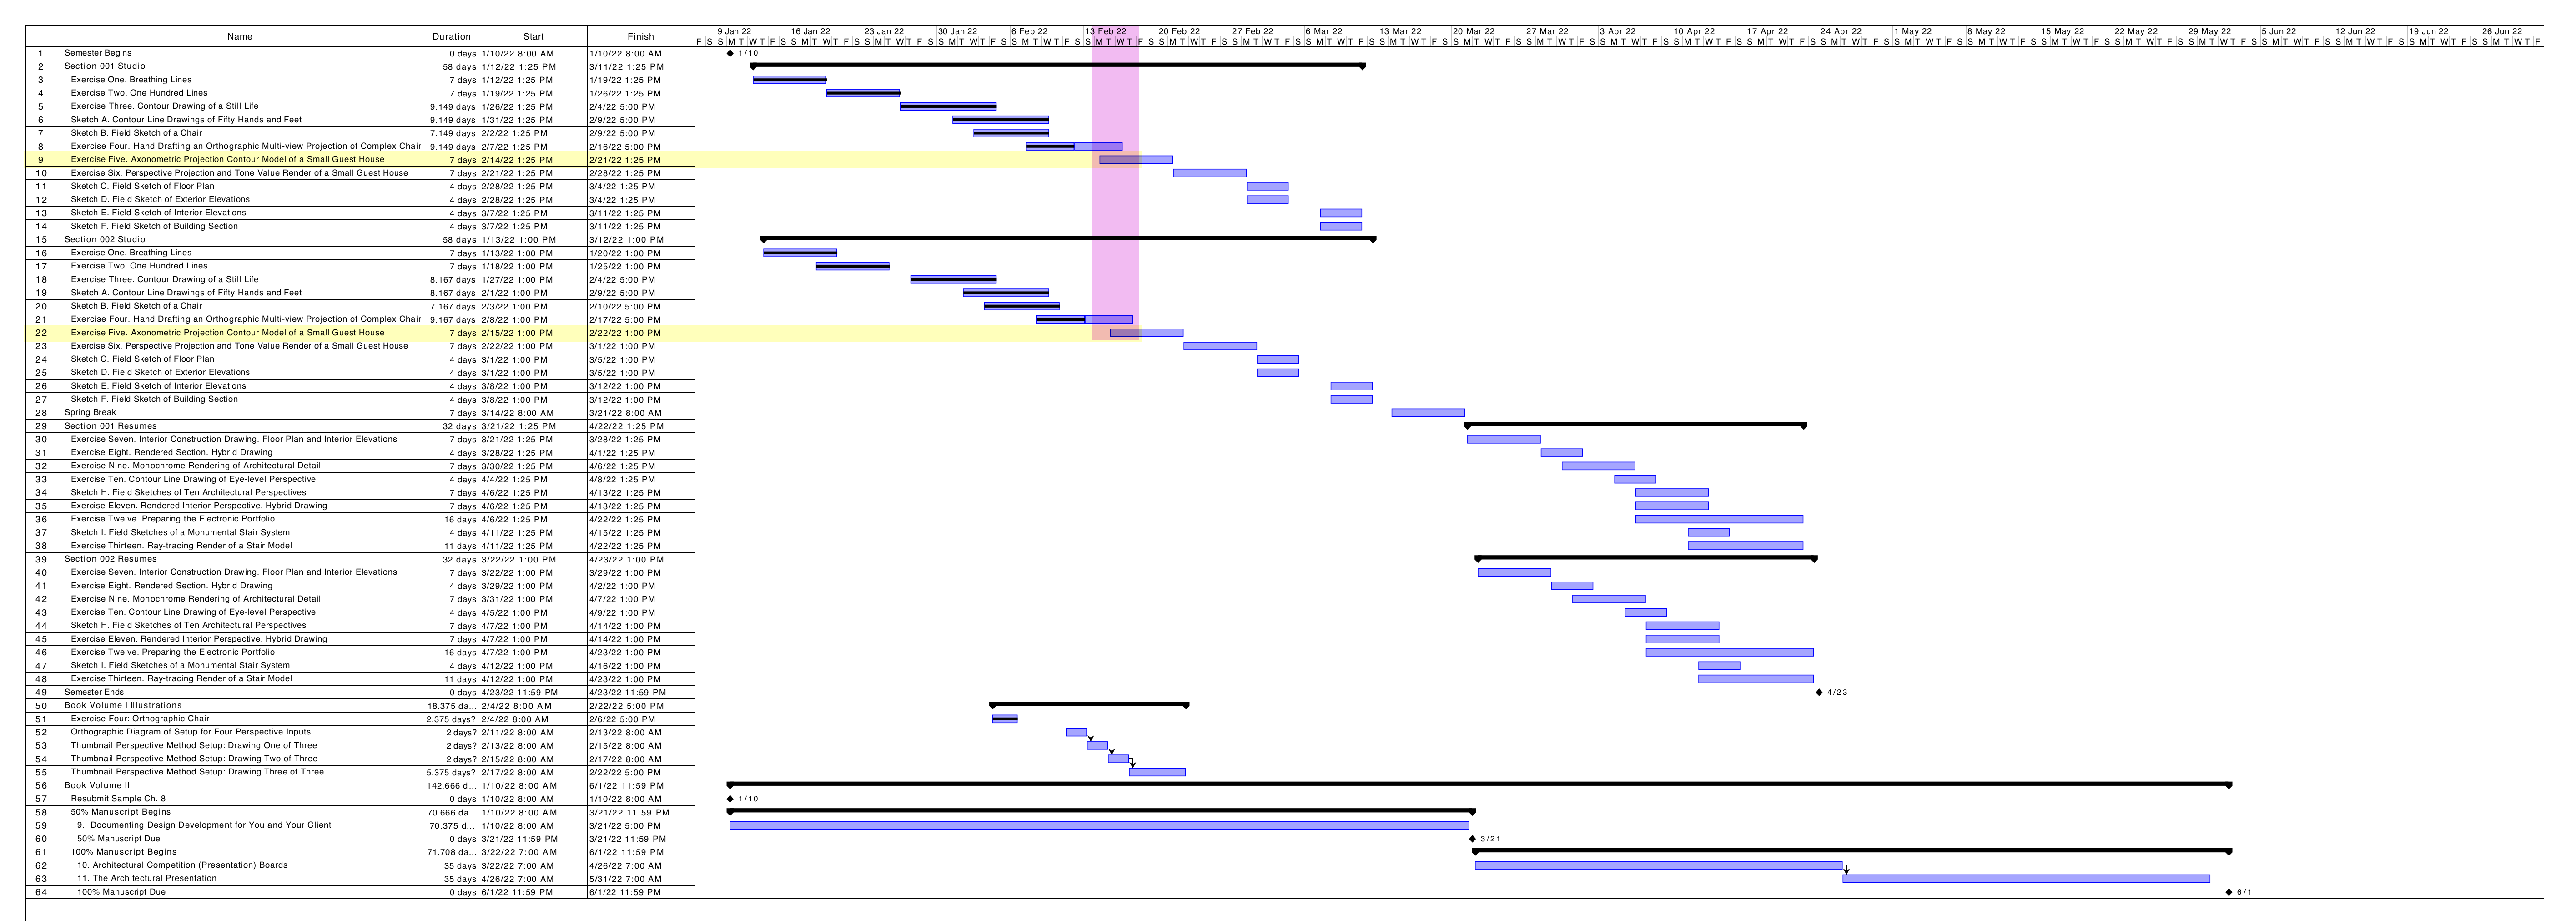 Name Duration Start Finish 9 Jan 22 16 Jan 22 23 Jan 22 30 Jan 22 6 Feb 22 13 Feb 22 20 Feb 22 27 Feb 22 6 Mar 22 13 Mar 22 20 Mar 22 27 Mar 22 3 Apr 22 10 Apr 22 17 Apr 22 24 Apr 22 1 May 22 8 May 22 15 May 22 22 May 22 29 May 22 5 Jun 22 12 Jun 22 19 Jun 22 26 Jun 22
F S S M T W T F S S M T W T F S S M T W T F S S M T W T F S S M T W T F S S M T W T F S S M T W T F S S M T W T F S S M T W T F S S M T W T F S S M T W T F S S M T W T F S S M T W T F S S M T W T F S S M T W T F S S M T W T F S S M T W T F S S M T W T F S S M T W T F S S M T W T F S S M T W T F S S M T W T F S S M T W T F S S M T W T F S S M T W T F
1 Semester Begins 0 days 1/10/22 8:00 AM 1/10/22 8:00 AM 1/10
2 Section 001 Studio 58 days 1/12/22 1:25 PM 3/11/22 1:25 PM
3 Exercise One. Breathing Lines 7 days 1/12/22 1:25 PM 1/19/22 1:25 PM
4 Exercise Two. One Hundred Lines 7 days 1/19/22 1:25 PM 1/26/22 1:25 PM
5 Exercise Three. Contour Drawing of a Still Life 9.149 days 1/26/22 1:25 PM 2/4/22 5:00 PM
6 Sketch A. Contour Line Drawings of Fifty Hands and Feet 9.149 days 1/31/22 1:25 PM 2/9/22 5:00 PM
7 Sketch B. Field Sketch of a Chair 7.149 days 2/2/22 1:25 PM 2/9/22 5:00 PM
8 Exercise Four. Hand Drafting an Orthographic Multi-view Projection of Complex Chair 9.149 days 2/7/22 1:25 PM 2/16/22 5:00 PM
9 Exercise Five. Axonometric Projection Contour Model of a Small Guest House 7 days 2/14/22 1:25 PM 2/21/22 1:25 PM
10 Exercise Six. Perspective Projection and Tone Value Render of a Small Guest House 7 days 2/21/22 1:25 PM 2/28/22 1:25 PM
11 Sketch C. Field Sketch of Floor Plan 4 days 2/28/22 1:25 PM 3/4/22 1:25 PM
12 Sketch D. Field Sketch of Exterior Elevations 4 days 2/28/22 1:25 PM 3/4/22 1:25 PM
13 Sketch E. Field Sketch of Interior Elevations 4 days 3/7/22 1:25 PM 3/11/22 1:25 PM
14 Sketch F. Field Sketch of Building Section 4 days 3/7/22 1:25 PM 3/11/22 1:25 PM
15 Section 002 Studio 58 days 1/13/22 1:00 PM 3/12/22 1:00 PM
16 Exercise One. Breathing Lines 7 days 1/13/22 1:00 PM 1/20/22 1:00 PM
17 Exercise Two. One Hundred Lines 7 days 1/18/22 1:00 PM 1/25/22 1:00 PM
18 Exercise Three. Contour Drawing of a Still Life 8.167 days 1/27/22 1:00 PM 2/4/22 5:00 PM
19 Sketch A. Contour Line Drawings of Fifty Hands and Feet 8.167 days 2/1/22 1:00 PM 2/9/22 5:00 PM
20 Sketch B. Field Sketch of a Chair 7.167 days 2/3/22 1:00 PM 2/10/22 5:00 PM
21 Exercise Four. Hand Drafting an Orthographic Multi-view Projection of Complex Chair 9.167 days 2/8/22 1:00 PM 2/17/22 5:00 PM
22 Exercise Five. Axonometric Projection Contour Model of a Small Guest House 7 days 2/15/22 1:00 PM 2/22/22 1:00 PM
23 Exercise Six. Perspective Projection and Tone Value Render of a Small Guest House 7 days 2/22/22 1:00 PM 3/1/22 1:00 PM
24 Sketch C. Field Sketch of Floor Plan 4 days 3/1/22 1:00 PM 3/5/22 1:00 PM
25 Sketch D. Field Sketch of Exterior Elevations 4 days 3/1/22 1:00 PM 3/5/22 1:00 PM
26 Sketch E. Field Sketch of Interior Elevations 4 days 3/8/22 1:00 PM 3/12/22 1:00 PM
27 Sketch F. Field Sketch of Building Section 4 days 3/8/22 1:00 PM 3/12/22 1:00 PM
28 Spring Break 7 days 3/14/22 8:00 AM 3/21/22 8:00 AM
29 Section 001 Resumes 32 days 3/21/22 1:25 PM 4/22/22 1:25 PM
30 Exercise Seven. Interior Construction Drawing. Floor Plan and Interior Elevations 7 days 3/21/22 1:25 PM 3/28/22 1:25 PM
31 Exercise Eight. Rendered Section. Hybrid Drawing 4 days 3/28/22 1:25 PM 4/1/22 1:25 PM
32 Exercise Nine. Monochrome Rendering of Architectural Detail 7 days 3/30/22 1:25 PM 4/6/22 1:25 PM
33 Exercise Ten. Contour Line Drawing of Eye-level Perspective 4 days 4/4/22 1:25 PM 4/8/22 1:25 PM
34 Sketch H. Field Sketches of Ten Architectural Perspectives 7 days 4/6/22 1:25 PM 4/13/22 1:25 PM
35 Exercise Eleven. Rendered Interior Perspective. Hybrid Drawing 7 days 4/6/22 1:25 PM 4/13/22 1:25 PM
36 Exercise Twelve. Preparing the Electronic Portfolio 16 days 4/6/22 1:25 PM 4/22/22 1:25 PM
37 Sketch I. Field Sketches of a Monumental Stair System 4 days 4/11/22 1:25 PM 4/15/22 1:25 PM
38 Exercise Thirteen. Ray-tracing Render of a Stair Model 11 days 4/11/22 1:25 PM 4/22/22 1:25 PM
39 Section 002 Resumes 32 days 3/22/22 1:00 PM 4/23/22 1:00 PM
40 Exercise Seven. Interior Construction Drawing. Floor Plan and Interior Elevations 7 days 3/22/22 1:00 PM 3/29/22 1:00 PM
41 Exercise Eight. Rendered Section. Hybrid Drawing 4 days 3/29/22 1:00 PM 4/2/22 1:00 PM
42 Exercise Nine. Monochrome Rendering of Architectural Detail 7 days 3/31/22 1:00 PM 4/7/22 1:00 PM
43 Exercise Ten. Contour Line Drawing of Eye-level Perspective 4 days 4/5/22 1:00 PM 4/9/22 1:00 PM
44 Sketch H. Field Sketches of Ten Architectural Perspectives 7 days 4/7/22 1:00 PM 4/14/22 1:00 PM
45 Exercise Eleven. Rendered Interior Perspective. Hybrid Drawing 7 days 4/7/22 1:00 PM 4/14/22 1:00 PM
46 Exercise Twelve. Preparing the Electronic Portfolio 16 days 4/7/22 1:00 PM 4/23/22 1:00 PM
47 Sketch I. Field Sketches of a Monumental Stair System 4 days 4/12/22 1:00 PM 4/16/22 1:00 PM
48 Exercise Thirteen. Ray-tracing Render of a Stair Model 11 days 4/12/22 1:00 PM 4/23/22 1:00 PM
49 Semester Ends 0 days 4/23/22 11:59 PM 4/23/22 11:59 PM 4/23
50 Book Volume I Illustrations 18.375 da... 2/4/22 8:00 AM 2/22/22 5:00 PM
51 Exercise Four: Orthographic Chair 2.375 days? 2/4/22 8:00 AM 2/6/22 5:00 PM
52 Orthographic Diagram of Setup for Four Perspective Inputs 2 days? 2/11/22 8:00 AM 2/13/22 8:00 AM
53 Thumbnail Perspective Method Setup: Drawing One of Three 2 days? 2/13/22 8:00 AM 2/15/22 8:00 AM
54 Thumbnail Perspective Method Setup: Drawing Two of Three 2 days? 2/15/22 8:00 AM 2/17/22 8:00 AM
55 Thumbnail Perspective Method Setup: Drawing Three of Three 5.375 days? 2/17/22 8:00 AM 2/22/22 5:00 PM
56 Book Volume II 142.666 d... 1/10/22 8:00 AM 6/1/22 11:59 PM
57 Resubmit Sample Ch. 8 0 days 1/10/22 8:00 AM 1/10/22 8:00 AM 1/10
58 50% Manuscript Begins 70.666 da... 1/10/22 8:00 AM 3/21/22 11:59 PM
59 9. Documenting Design Development for You and Your Client 70.375 d... 1/10/22 8:00 AM 3/21/22 5:00 PM
60 50% Manuscript Due 0 days 3/21/22 11:59 PM 3/21/22 11:59 PM 3/21
61 100% Manuscript Begins 71.708 da... 3/22/22 7:00 AM 6/1/22 11:59 PM
62 10. Architectural Competition (Presentation) Boards 35 days 3/22/22 7:00 AM 4/26/22 7:00 AM
63 11. The Architectural Presentation 35 days 4/26/22 7:00 AM 5/31/22 7:00 AM
64 100% Manuscript Due 0 days 6/1/22 11:59 PM 6/1/22 11:59 PM 6/1